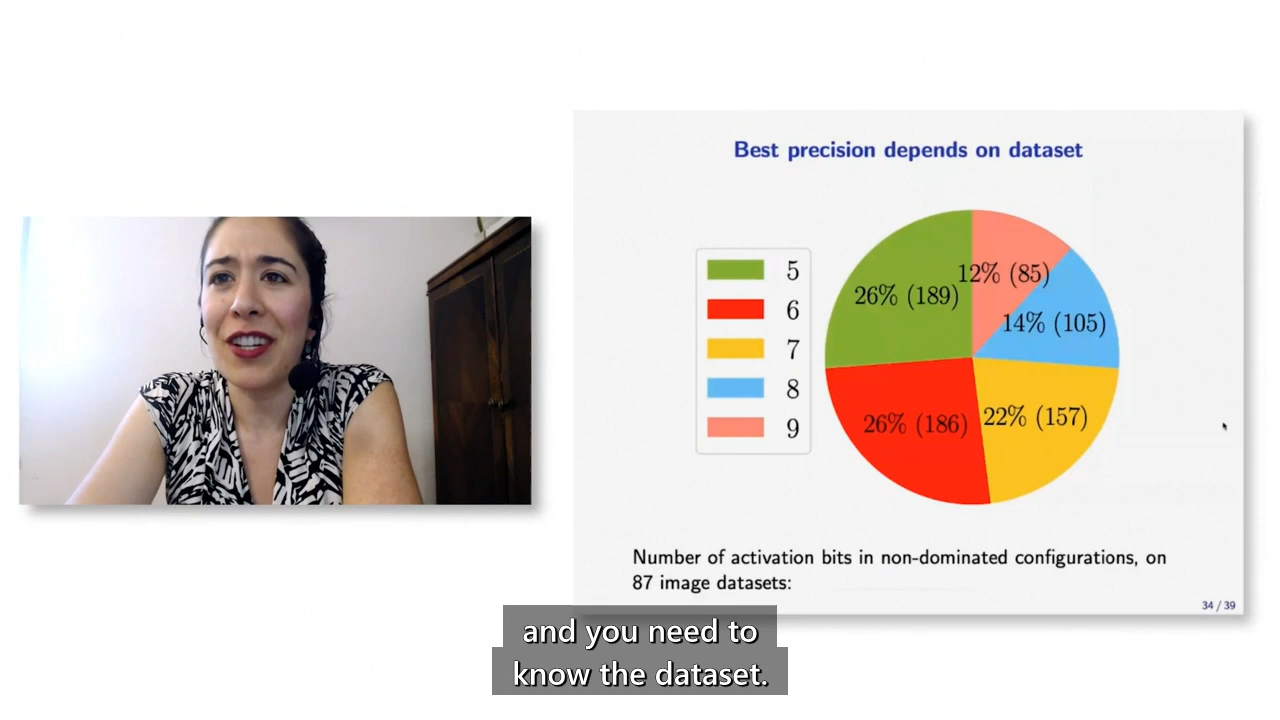 Best precision depends on dataset
5
6
7
8
9
12% (85)
26% (189)
14% (105)
26% (186)
22% (157)
Number of activation bits in non-dominated configurations, on
87 image datasets:
34 / 39
and you need to
know the dataset.